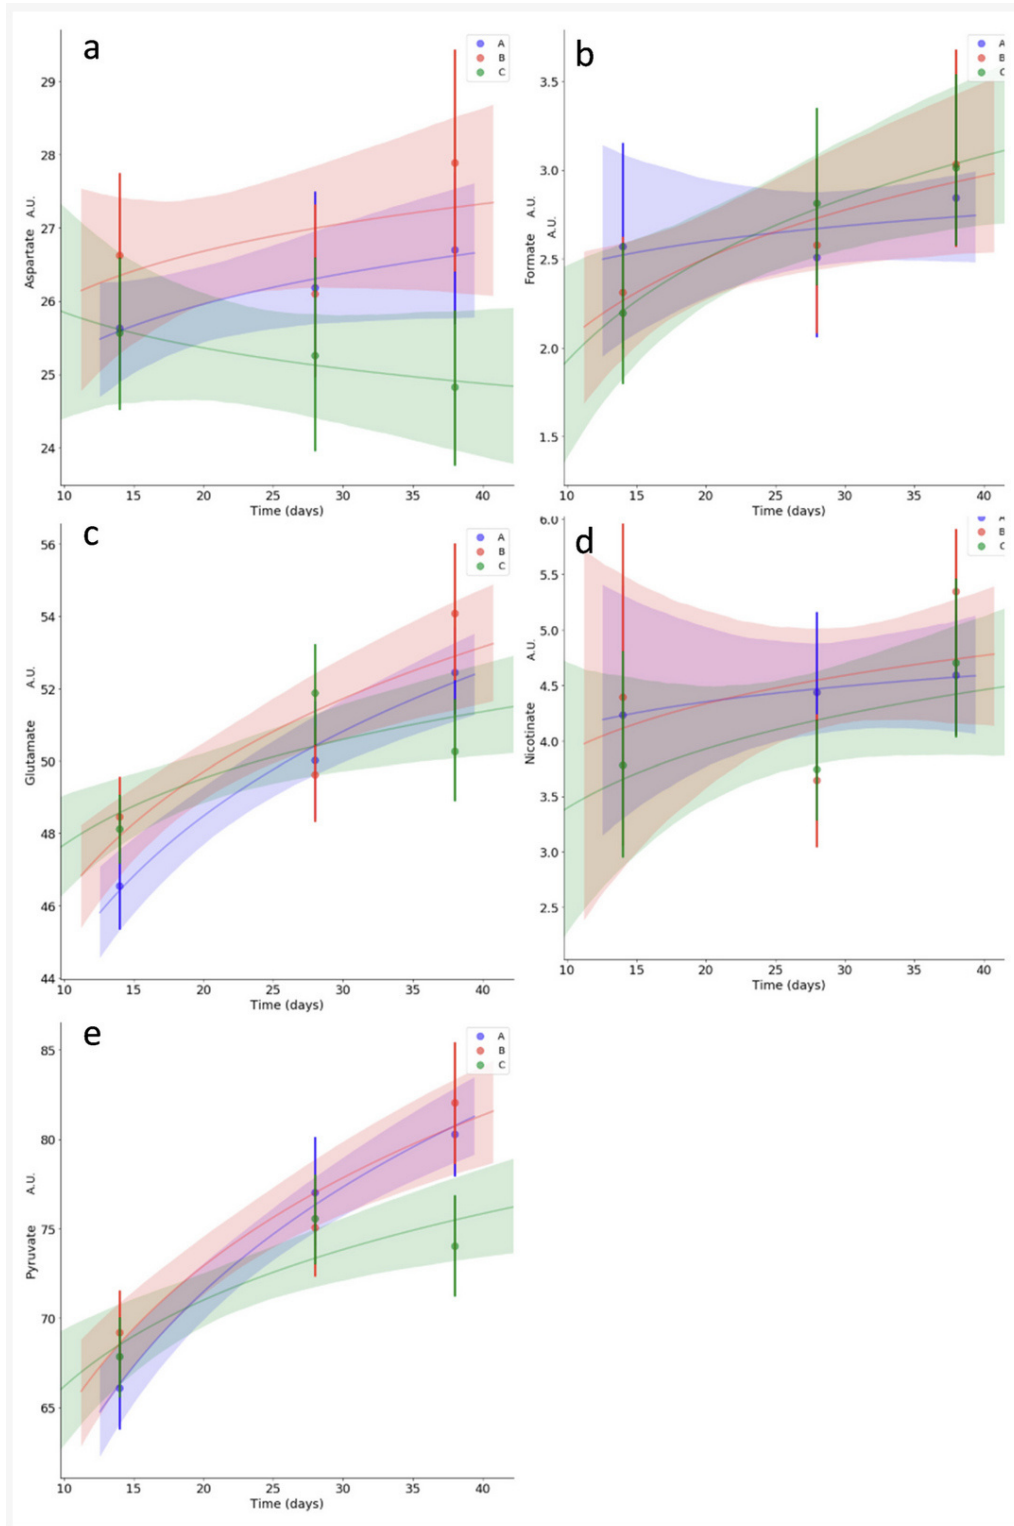 a
A
B
C
29
28
27
26
25
24
Aspartate A.U.
10 15 20 25 30 35 40
Time (days)
b
A
B
C
3.5
3.0
2.5
2.0
1.5
Formate A.U.
A.U.
10 15 20 25 30 35 40
Time (days)
c
A
B
C
56
54
52
50
48
46
44
Glutamate A.U.
10 15 20 25 30 35 40
Time (days)
d
A
B
C
6.0
5.5
5.0
4.5
4.0
3.5
3.0
2.5
Nicotinate A.U.
10 15 20 25 30 35 40
Time (days)
e
A
B
C
85
80
75
70
65
Pyruvate A.U.
10 15 20 25 30 35 40
Time (days)